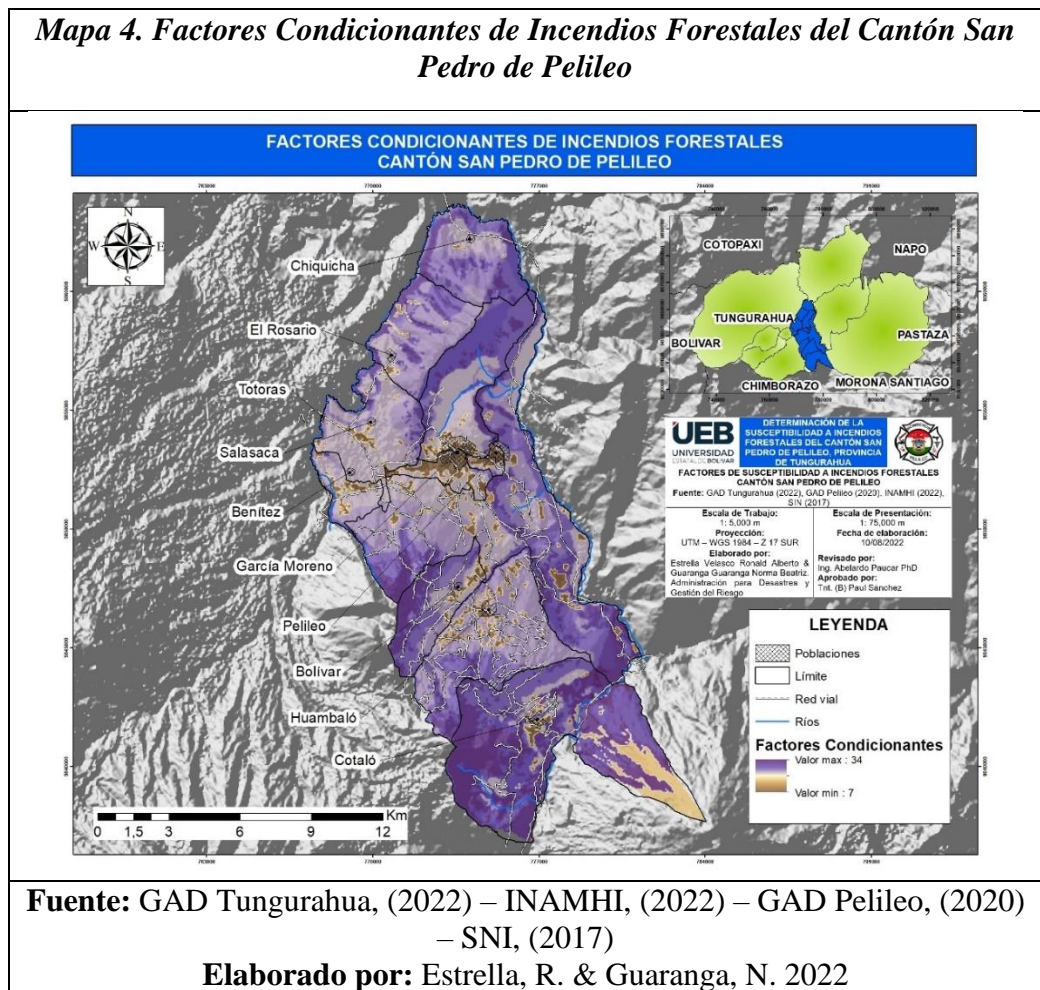 Mapa 4. Factores Condicionantes de Incendios Forestales del Cantón San
Pedro de Pelileo
FACTORES CONDICIONANTES DE INCENDIOS FORESTALES
CANTÓN SAN PEDRO DE PELILEO
770000
777000
784000
N
W
E
S
Chiquicha
El Rosario
Totoras
Salasaca
Benítez
García Moreno
Pelileo
Bolívar
Huambaló
Cotaló
COTOPAXI
NAPO
TUNGURAHUA
BOLIVAR
PASTAZA
CHIMBORAZO
MORONA SANTIAGO
UEB
UNIVERSIDAD
ESTATAL DE BOLIVAR
DETERMINACIÓN DE LA
SUSCEPTIBILIDAD A INCENDIOS
FORESTALES DEL CANTÓN SAN
PEDRO DE PELILEO, PROVINCIA
DE TUNGURAHUA
FACTORES DE SUSCEPTIBILIDAD A INCENDIOS FORESTALES
CANTÓN SAN PEDRO DE PELILEO
Fuente: GAD Tungurahua (2022), GAD Pelileo (2020), INAMHI (2022),
SIN (2017)
Escala de Trabajo:
1: 5,000 m
Proyección:
UTM – WGS 1984 – Z 17 SUR
Elaborado por:
Estrella Velasco Ronald Alberto &
Guaranga Guaranga Norma Beatriz.
Administración para Desastres y
Gestión del Riesgo
Escala de Presentación:
1: 75,000 m
Fecha de elaboración:
10/08/2022
Revisado por:
Ing. Abelardo Paucar PhD
Aprobado por:
Tnt. (B) Paul Sánchez
LEYENDA
Poblaciones
Límite
Red vial
Ríos
Factores Condicionantes
Valor max : 34
Valor min : 7
Km
0 1,5 3 6 9 12
770000
777000
784000
Fuente: GAD Tungurahua, (2022) – INAMHI, (2022) – GAD Pelileo, (2020)
– SNI, (2017)
Elaborado por: Estrella, R. & Guaranga, N. 2022